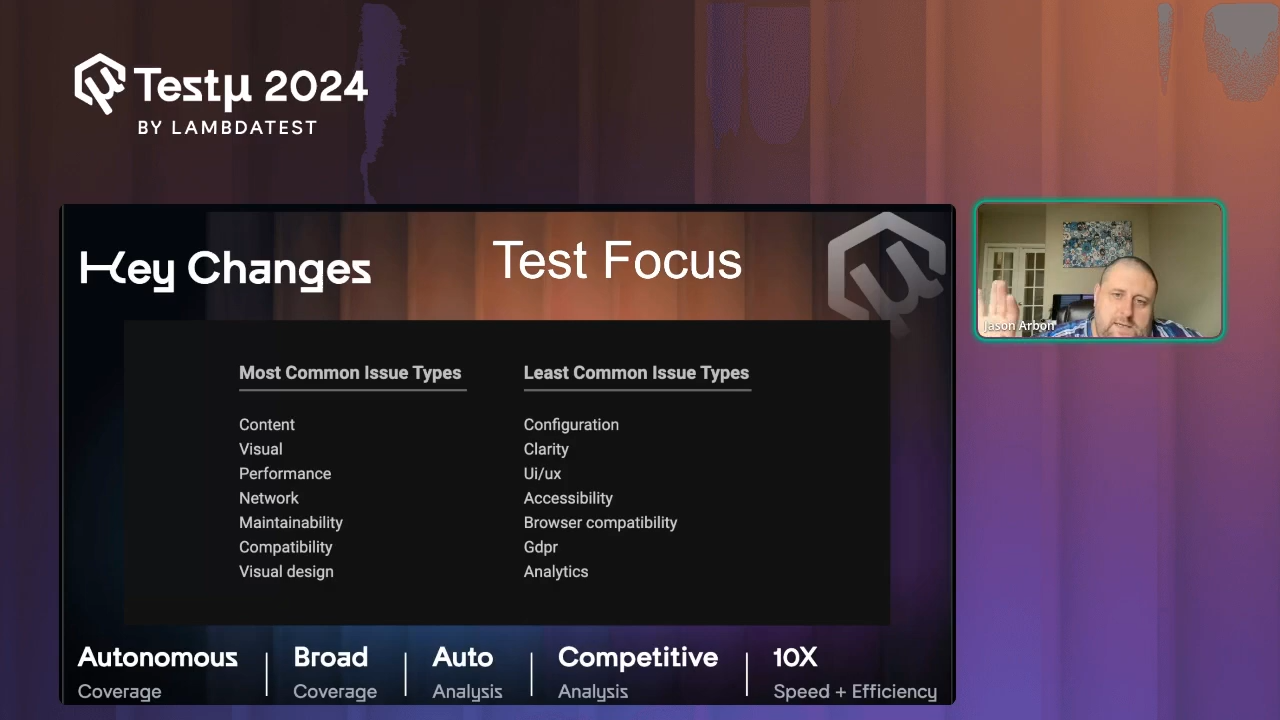 Testμ 2024
BY LAMBDATEST
Key Changes
Test Focus
Most Common Issue Types
Content
Visual
Performance
Network
Maintainability
Compatibility
Visual design
Least Common Issue Types
Configuration
Clarity
Ui/ux
Accessibility
Browser compatibility
Gdpr
Analytics
Autonomous
Coverage
Broad
Coverage
Auto
Analysis
Competitive
Analysis
10X
Speed + Efficiency
Jason Arbon